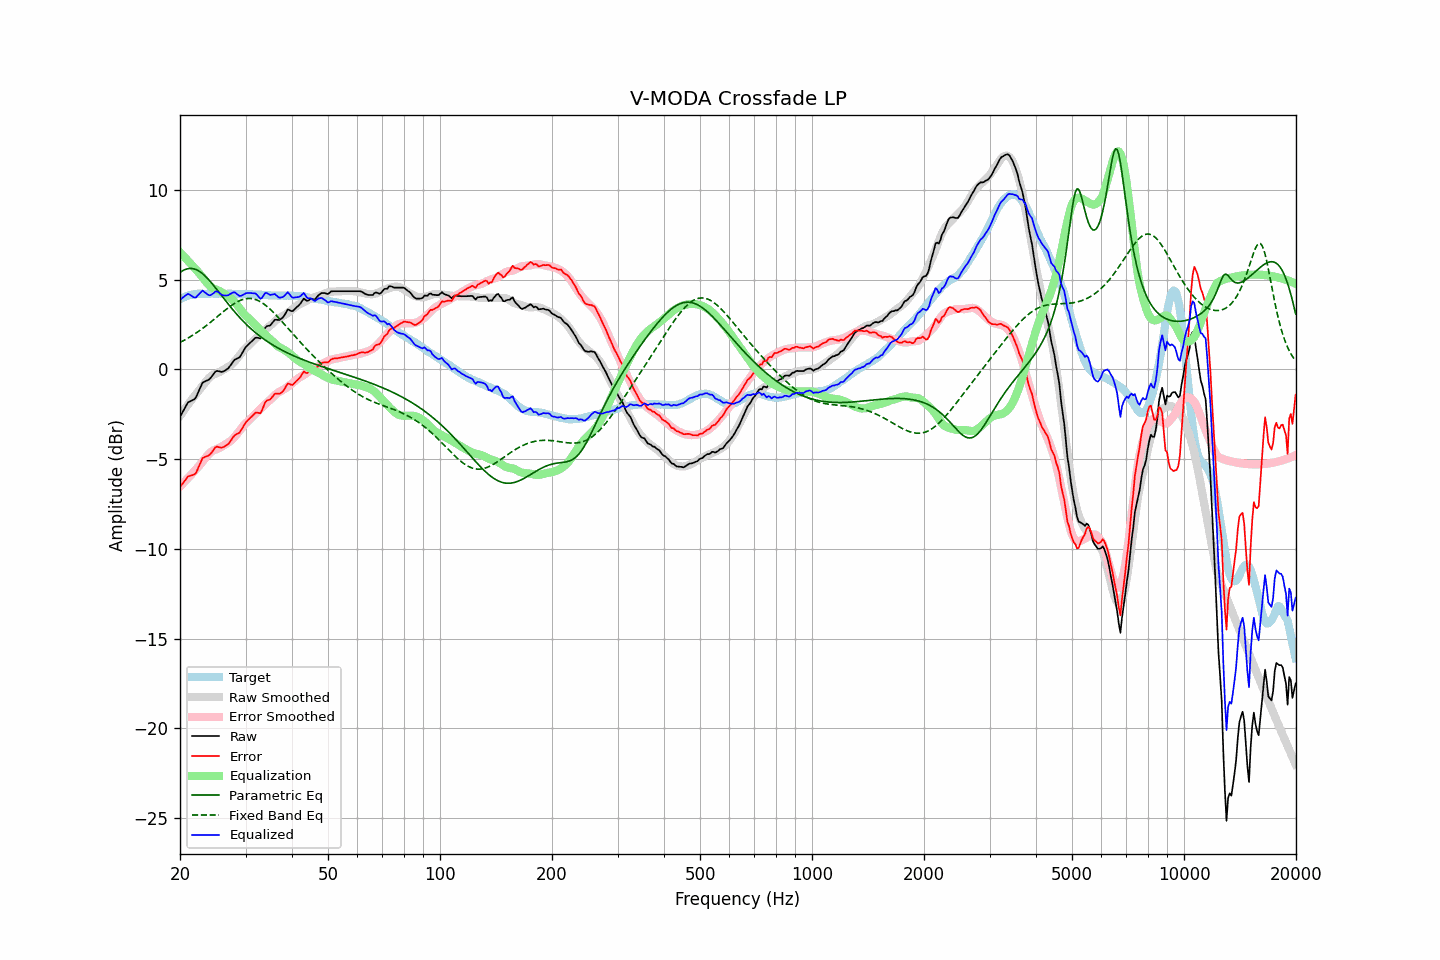 V-MODA Crossfade LP
Amplitude (dBr)
10
5
0
−5
−10
−15
−20
−25
Target
Raw Smoothed
Error Smoothed
Raw
Error
Equalization
Parametric Eq
Fixed Band Eq
Equalized
20 50 100 200 500 1000 2000 5000 10000 20000
Frequency (Hz)